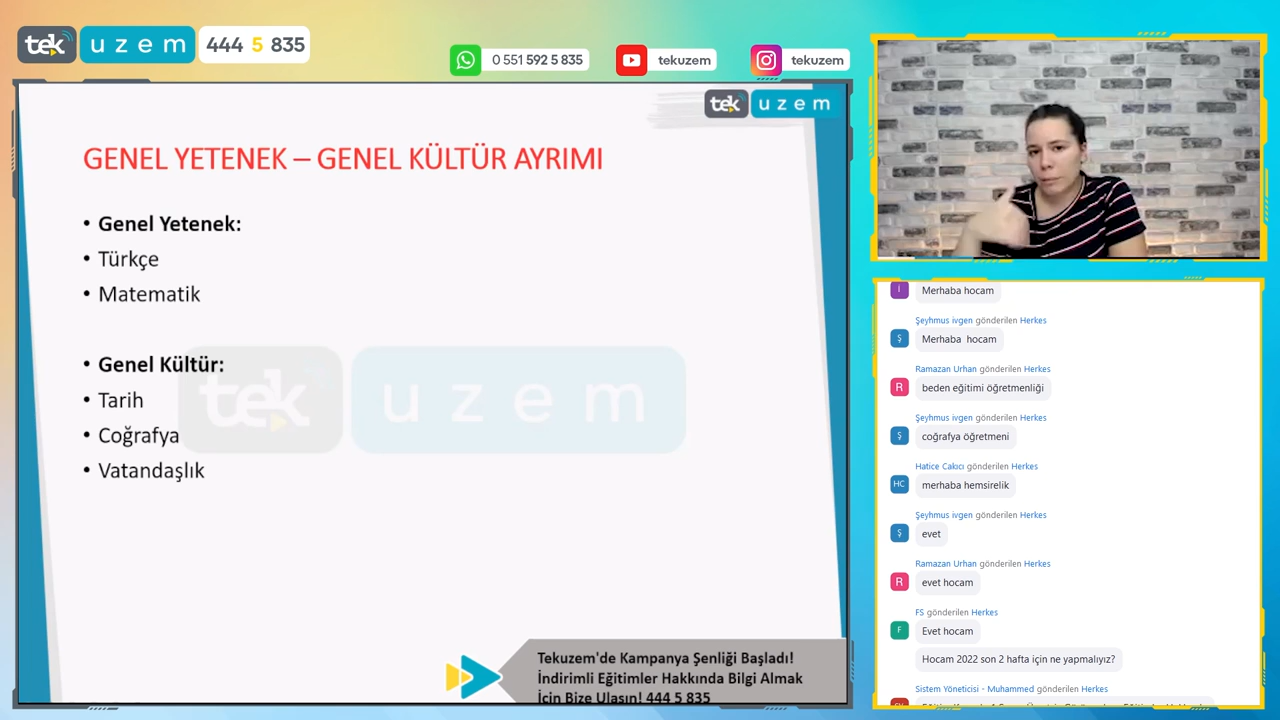 tek uzem 444 5 835
0 551 592 5 835
tekuzem
tekuzem
tek uzem
GENEL YETENEK – GENEL KÜLTÜR AYRIMI
• Genel Yetenek:
• Türkçe
• Matematik
• Genel Kültür:
• Tarih
• Coğrafya
• Vatandaşlık
tek uzem
Tekuzem'de Kampanya Şenliği Başladı!
İndirimli Eğitimler Hakkında Bilgi Almak
İçin Bize Ulaşın! 444 5 835
İ
Merhaba hocam
Şeyhmus ivgen gönderilen Herkes
Ş
Merhaba hocam
Ramazan Urhan gönderilen Herkes
R
beden eğitimi öğretmenliği
Şeyhmus ivgen gönderilen Herkes
Ş
coğrafya öğretmeni
Hatice Cakıcı gönderilen Herkes
HC
merhaba hemsirelik
Şeyhmus ivgen gönderilen Herkes
Ş
evet
Ramazan Urhan gönderilen Herkes
R
evet hocam
FS gönderilen Herkes
F
Evet hocam
Hocam 2022 son 2 hafta için ne yapmalıyız?
Sistem Yöneticisi - Muhammed gönderilen Herkes